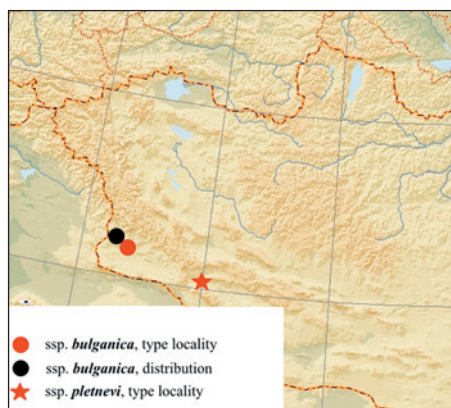 ssp. bulganica, type locality
ssp. bulganica, distribution
ssp. pletnevi, type locality